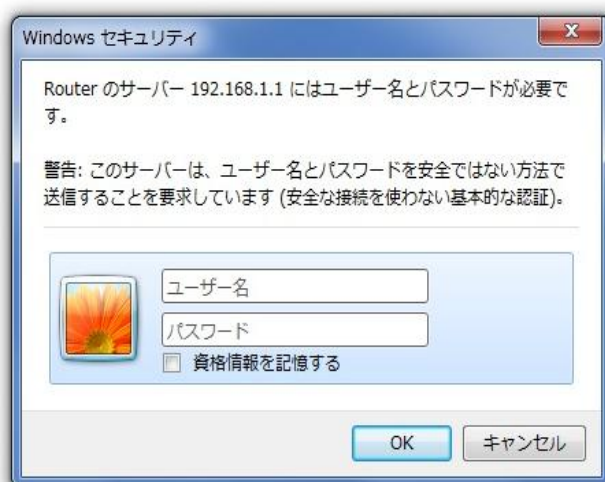 Windows セキュリティ
Router のサーバー 192.168.1.1 にはユーザー名とパスワードが必要で
す。
警告: このサーバーは、ユーザー名とパスワードを安全ではない方法で
送信することを要求しています (安全な接続を使わない基本的な認証)。
ユーザー名
パスワード
資格情報を記憶する
OK
キャンセル